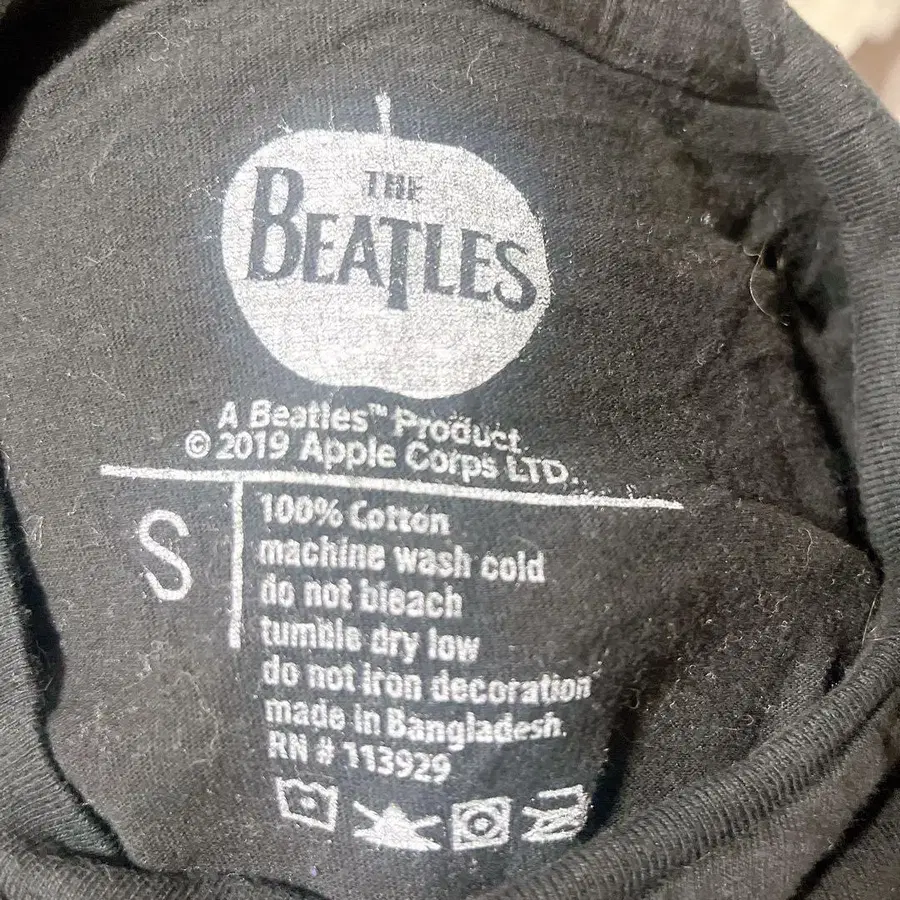 THE
BEATLES
A Beatles™ Product
© 2019 Apple Corps LTD.
S
100% Cotton
machine wash cold
do not bleach
tumble dry low
do not iron decoration
made in Bangladesh
RN # 113929